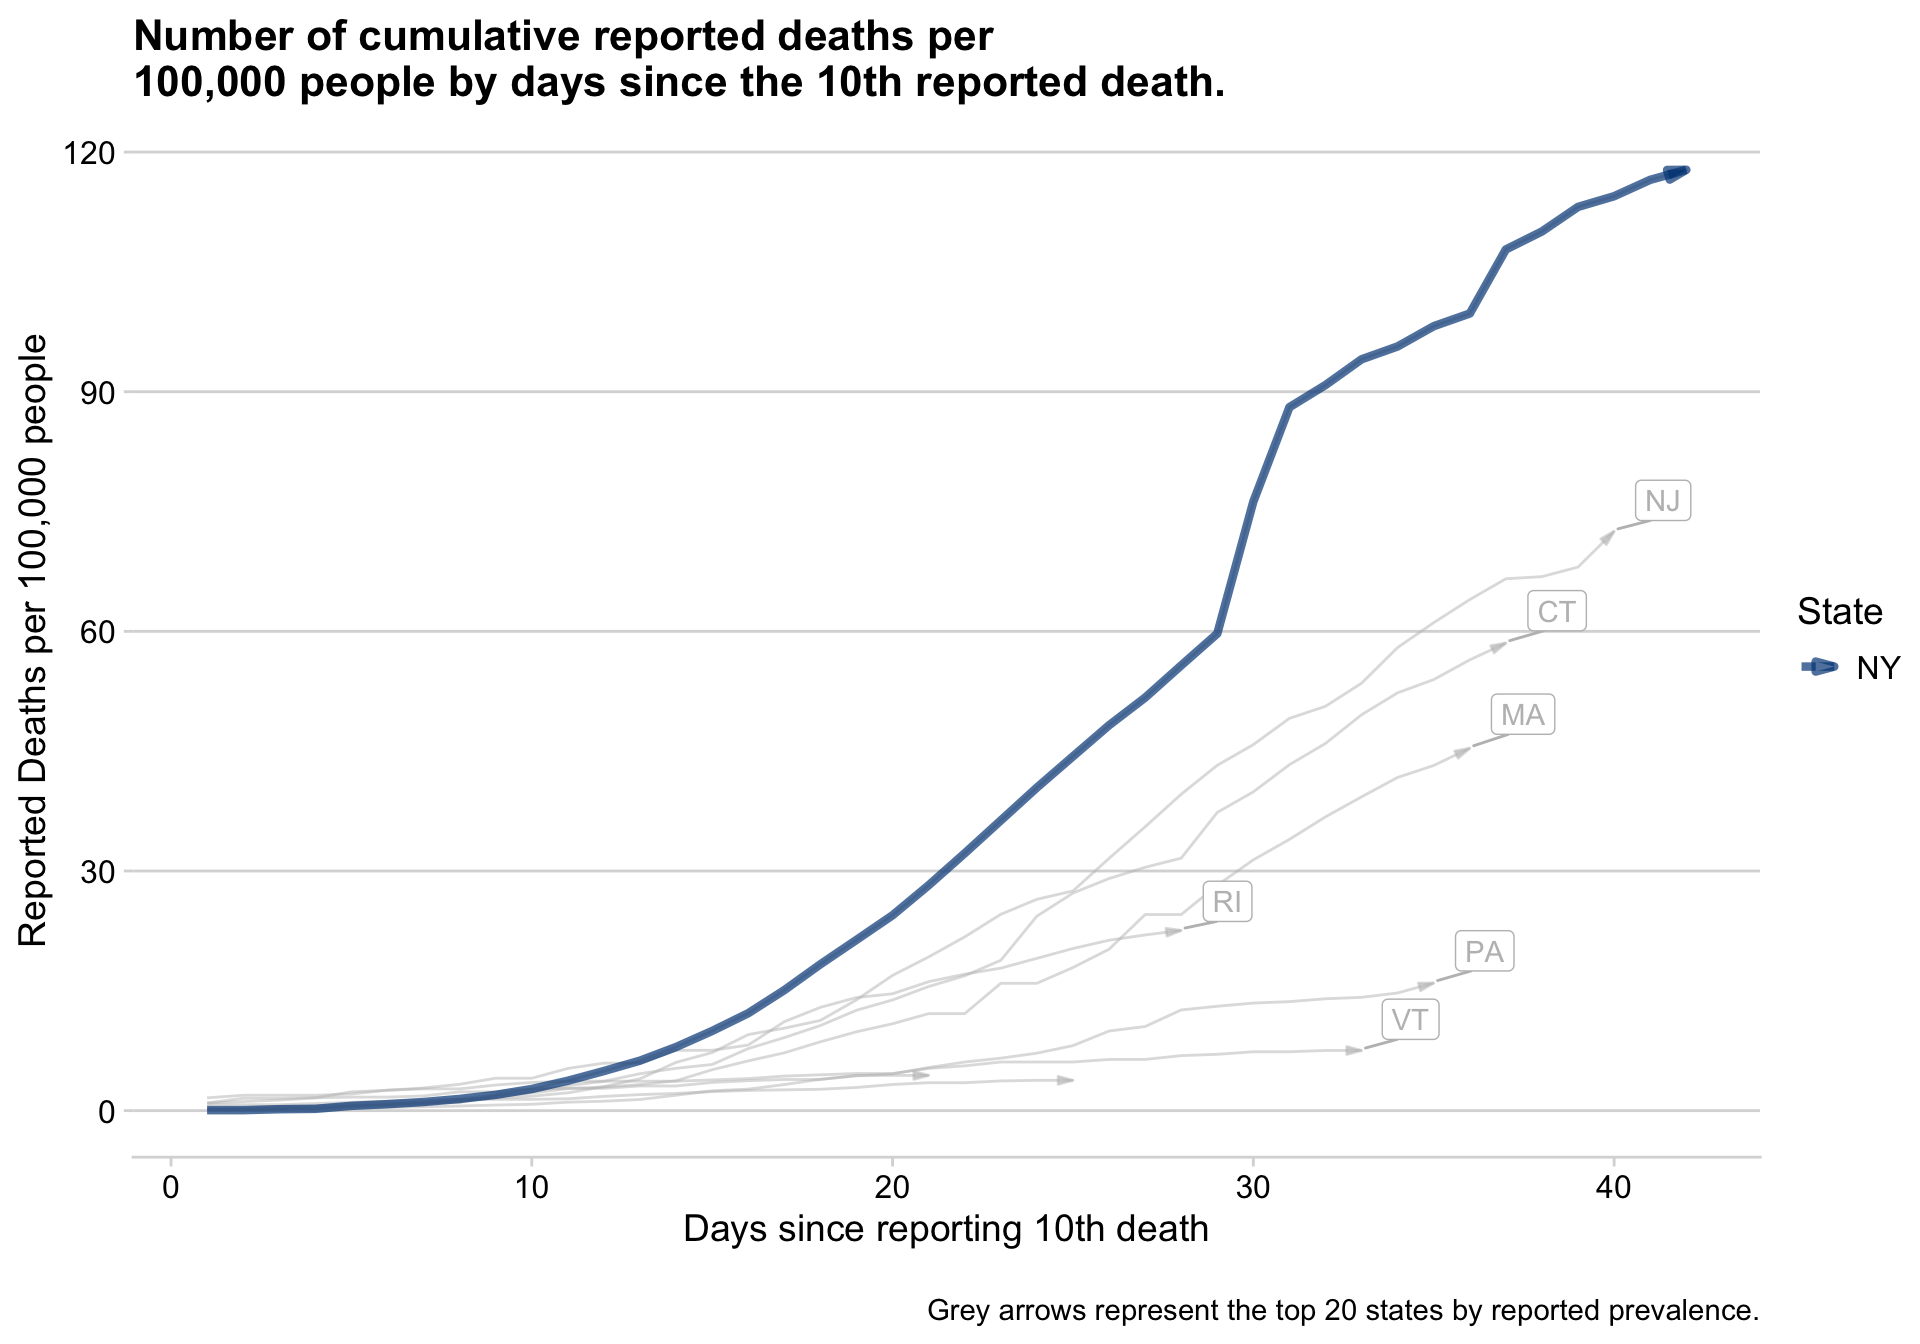 Number of cumulative reported deaths per
100,000 people by days since the 10th reported death.
120
90
60
30
0
Reported Deaths per 100,000 people
NJ
CT
MA
RI
PA
VT
State
NY
0 10 20 30 40
Days since reporting 10th death
Grey arrows represent the top 20 states by reported prevalence.